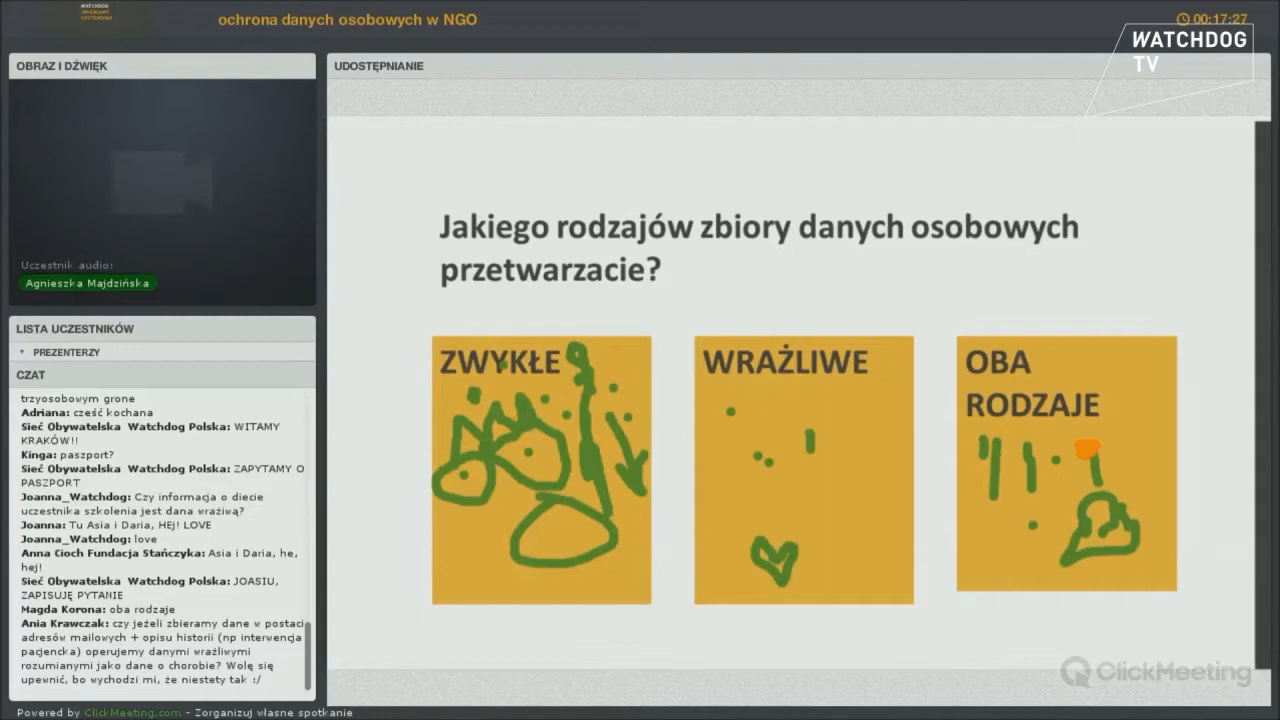 ochrona danych osobowych w NGO
00:17:27
WATCHDOG
TV
OBRAZ I DŹWIĘK
UDOSTĘPNIANIE
Uczestnik audio:
Agnieszka Majdzińska
LISTA UCZESTNIKÓW
PREZENTERZY
CZAT
trzyosobowym grone
Adriana: cześć kochana
Sieć Obywatelska Watchdog Polska: WITAMY
KRAKÓW!!
Kinga: paszport?
Sieć Obywatelska Watchdog Polska: ZAPYTAMY O
PASZPORT
Joanna_Watchdog: Czy informacja o diecie
uczestnika szkolenia jest dana wraźiwą?
Joanna: Tu Asia i Daria, HEj! LOVE
Joanna_Watchdog: love
Anna Cioch Fundacja Stańczyka: Asia i Daria, he,
hej!
Sieć Obywatelska Watchdog Polska: JOASIU,
ZAPISUJĘ PYTANIE
Magda Korona: oba rodzaje
Ania Krawczak: czy jeżeli zbieramy dane w postaci
adresów mailowych + opisu historii (np interwencja
pacjencka) operujemy danymi wraźliwymi
rozumianymi jako dane o chorobie? Wolę się
upewnić, bo wychodzi mi, że niestety tak :/
Jakiego rodzajów zbiory danych osobowych
przetwarzacie?
ZWYKŁE
WRAŻLIWE
OBA
RODZAJE
ClickMeeting
Powered by ClickMeeting.com - Zorganizuj własne spotkanie